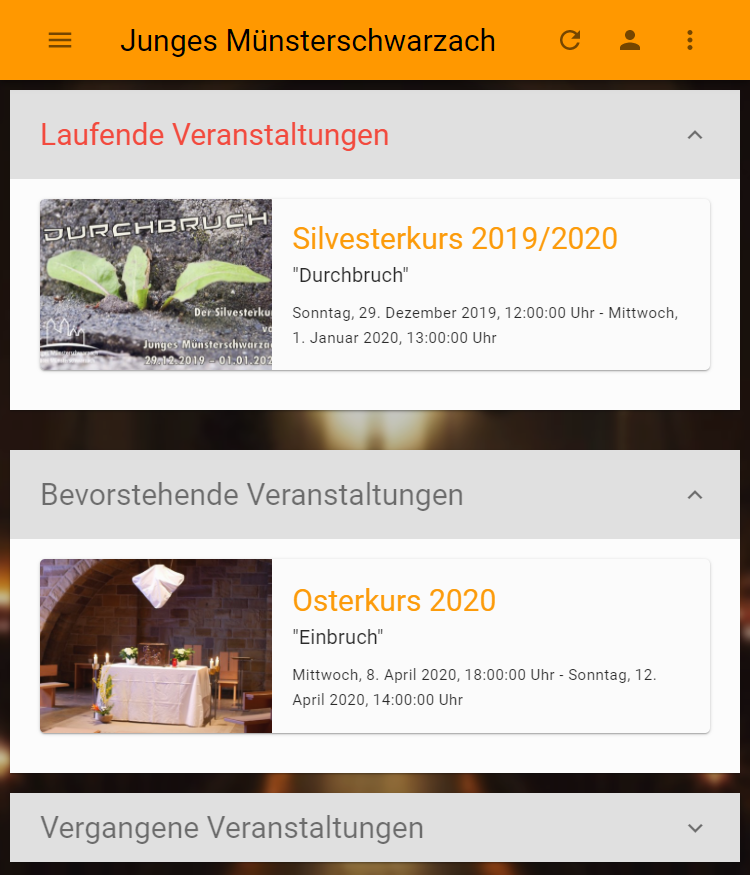 Junges Münsterschwarzach
Laufende Veranstaltungen
DURCHBRUCH
Der Silvesterku
vo
Junges Münsterschwarza
29.12.2019 - 01.01.202
Silvesterkurs 2019/2020
"Durchbruch"
Sonntag, 29. Dezember 2019, 12:00:00 Uhr - Mittwoch,
1. Januar 2020, 13:00:00 Uhr
Bevorstehende Veranstaltungen
Osterkurs 2020
"Einbruch"
Mittwoch, 8. April 2020, 18:00:00 Uhr - Sonntag, 12.
April 2020, 14:00:00 Uhr
Vergangene Veranstaltungen